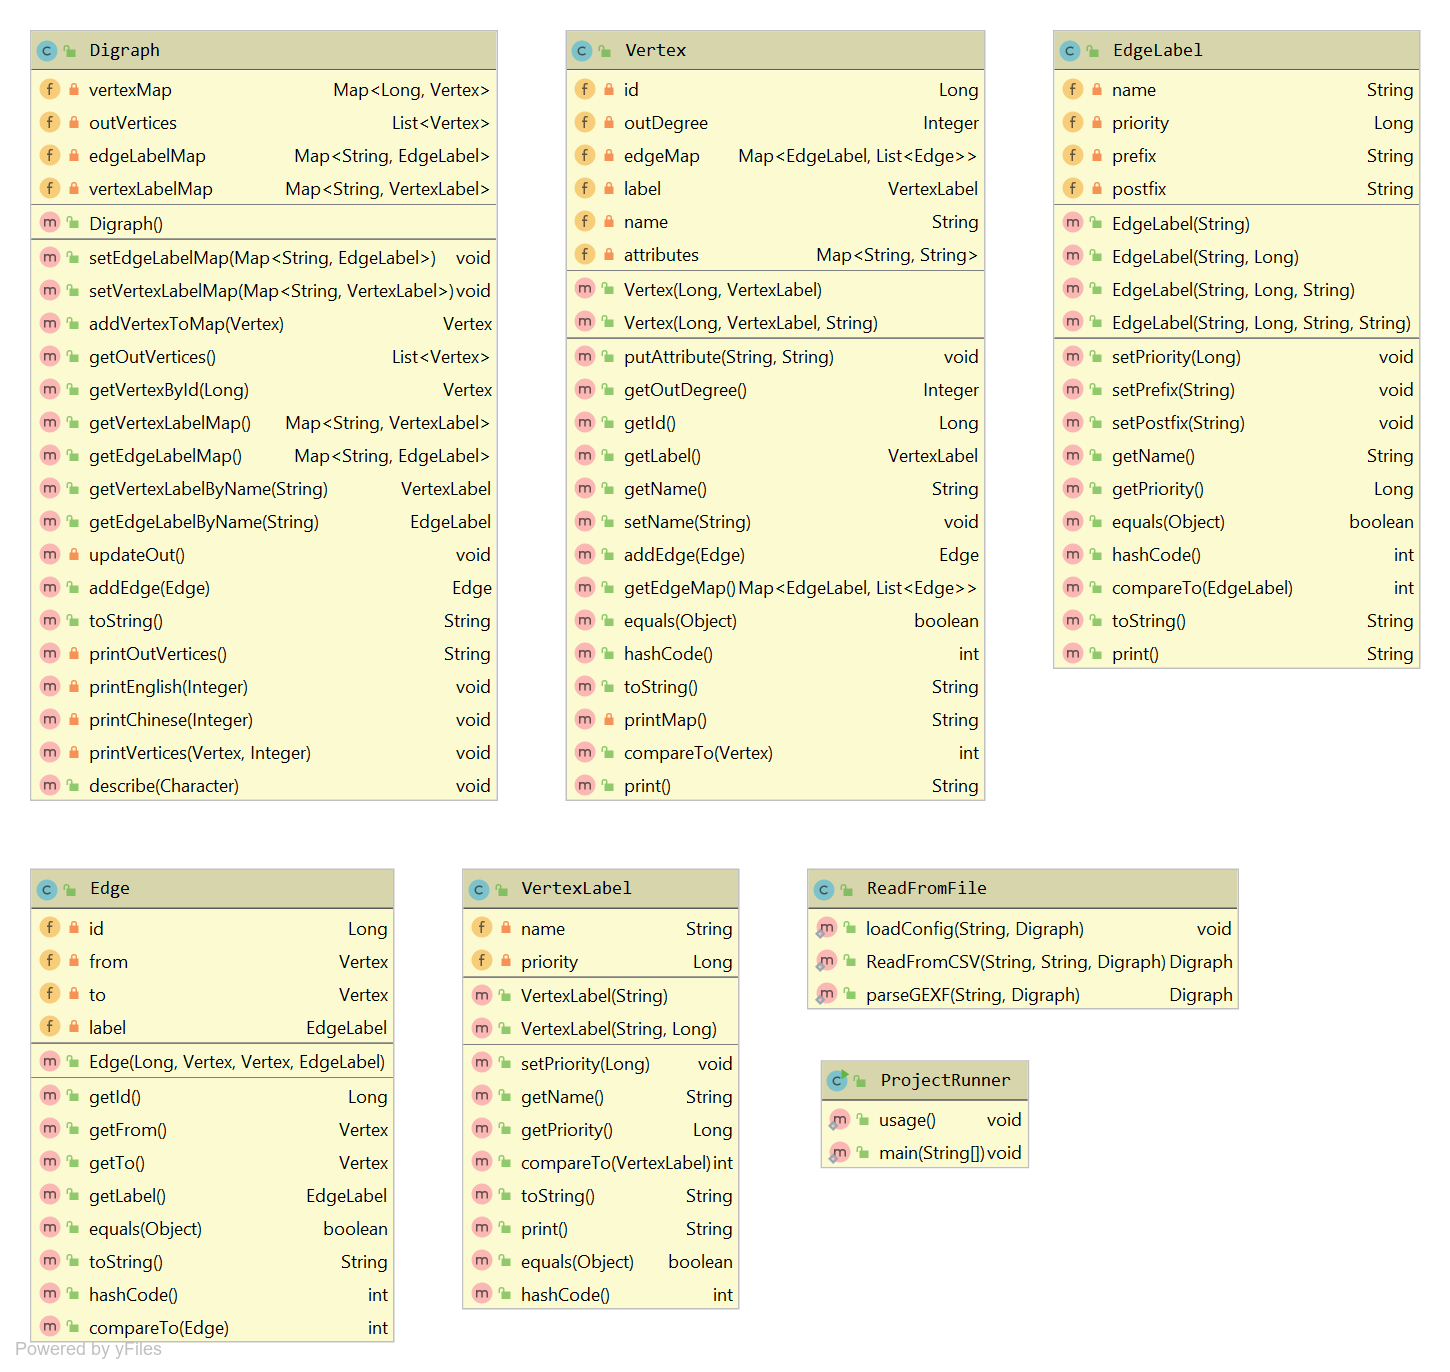 Digraph
vertexMap Map<Long, Vertex>
outVertices List<Vertex>
edgeLabelMap Map<String, EdgeLabel>
vertexLabelMap Map<String, VertexLabel>
Digraph()
setEdgeLabelMap(Map<String, EdgeLabel>) void
setVertexLabelMap(Map<String, VertexLabel>) void
addVertexToMap(Vertex) Vertex
getOutVertices() List<Vertex>
getVertexById(Long) Vertex
getVertexLabelMap() Map<String, VertexLabel>
getEdgeLabelMap() Map<String, EdgeLabel>
getVertexLabelByName(String) VertexLabel
getEdgeLabelByName(String) EdgeLabel
updateOut() void
addEdge(Edge) Edge
toString() String
printOutVertices() String
printEnglish(Integer) void
printChinese(Integer) void
printVertices(Vertex, Integer) void
describe(Character) void
Vertex
id Long
outDegree Integer
edgeMap Map<EdgeLabel, List<Edge>>
label VertexLabel
name String
attributes Map<String, String>
Vertex(Long, VertexLabel)
Vertex(Long, VertexLabel, String)
putAttribute(String, String) void
getOutDegree() Integer
getId() Long
getLabel() VertexLabel
getName() String
setName(String) void
addEdge(Edge) Edge
getEdgeMap() Map<EdgeLabel, List<Edge>>
equals(Object) boolean
hashCode() int
toString() String
printMap() String
compareTo(Vertex) int
print() String
EdgeLabel
name String
priority Long
prefix String
postfix String
EdgeLabel(String)
EdgeLabel(String, Long)
EdgeLabel(String, Long, String)
EdgeLabel(String, Long, String, String)
setPriority(Long) void
setPrefix(String) void
setPostfix(String) void
getName() String
getPriority() Long
equals(Object) boolean
hashCode() int
compareTo(EdgeLabel) int
toString() String
print() String
Edge
id Long
from Vertex
to Vertex
label EdgeLabel
Edge(Long, Vertex, Vertex, EdgeLabel)
getId() Long
getFrom() Vertex
getTo() Vertex
getLabel() EdgeLabel
equals(Object) boolean
toString() String
hashCode() int
compareTo(Edge) int
VertexLabel
name String
priority Long
VertexLabel(String)
VertexLabel(String, Long)
setPriority(Long) void
getName() String
getPriority() Long
compareTo(VertexLabel) int
toString() String
print() String
equals(Object) boolean
hashCode() int
ReadFromFile
loadConfig(String, Digraph) void
ReadFromCSV(String, String, Digraph) Digraph
parseGEXF(String, Digraph) Digraph
ProjectRunner
usage() void
main(String[]) void
Powered by yFiles